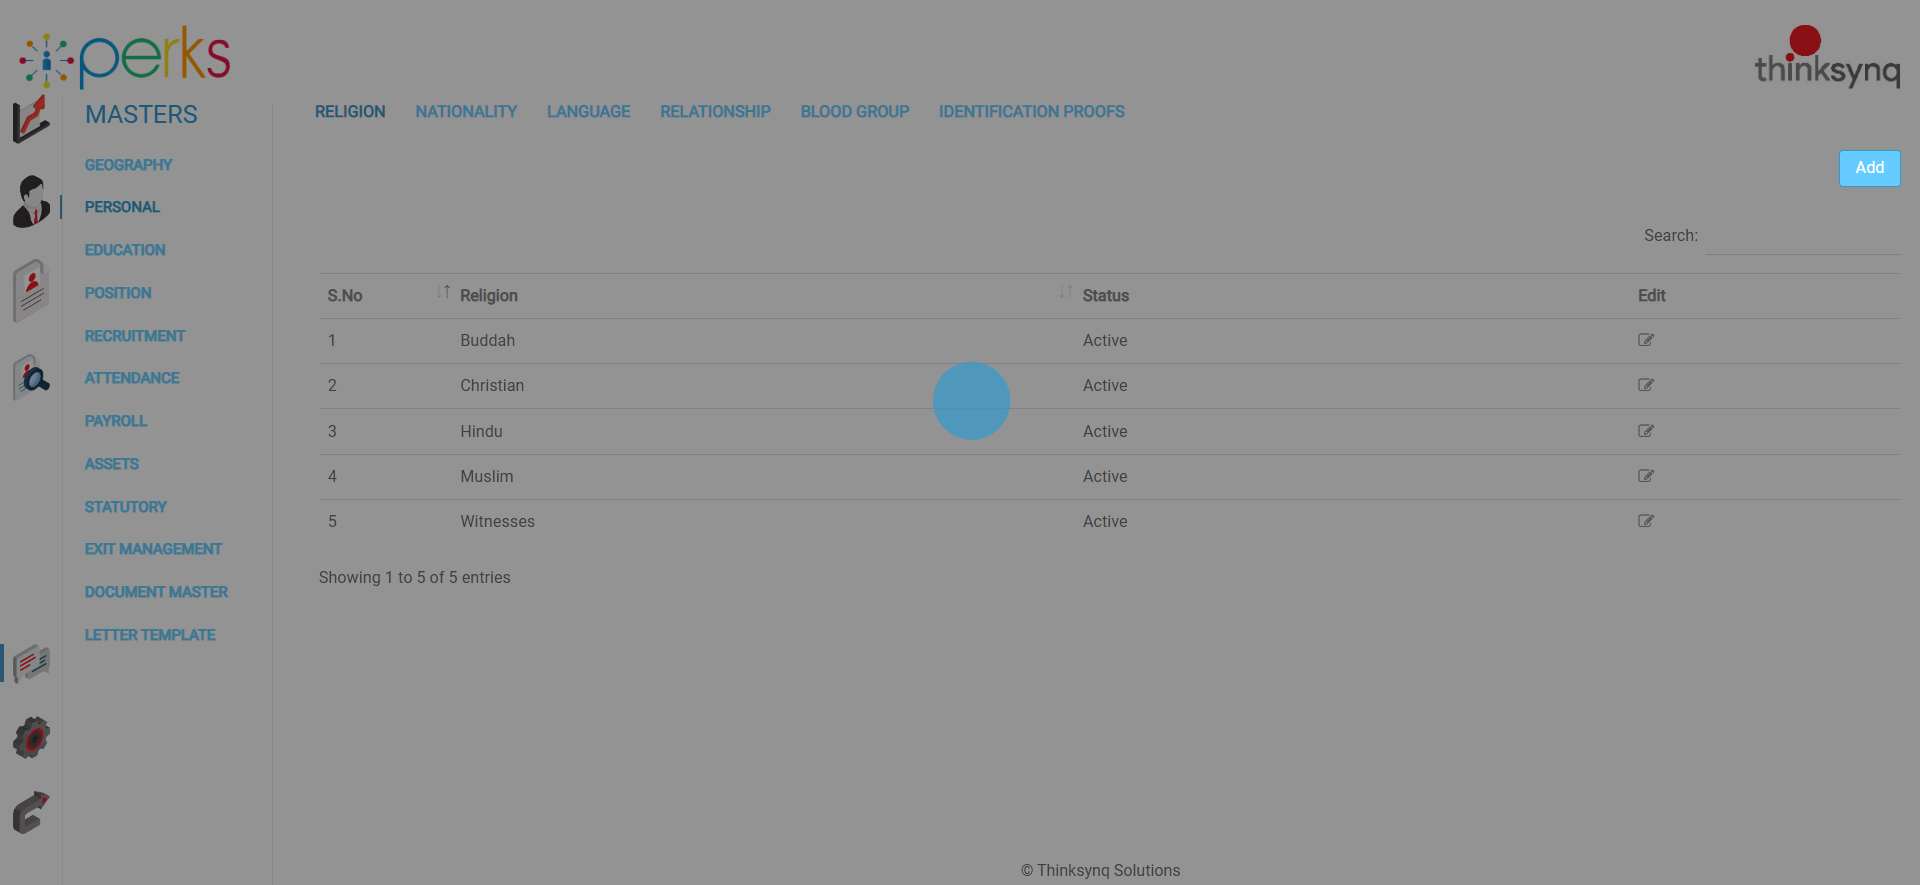 perks
thinksynq
MASTERS
RELIGION NATIONALITY LANGUAGE RELATIONSHIP BLOOD GROUP IDENTIFICATION PROOFS
GEOGRAPHY
PERSONAL
EDUCATION
POSITION
RECRUITMENT
ATTENDANCE
PAYROLL
ASSETS
STATUTORY
EXIT MANAGEMENT
DOCUMENT MASTER
LETTER TEMPLATE
Add
Search:
S.No Religion Status Edit
1 Buddah Active
2 Christian Active
3 Hindu Active
4 Muslim Active
5 Witnesses Active
Showing 1 to 5 of 5 entries
© Thinksynq Solutions